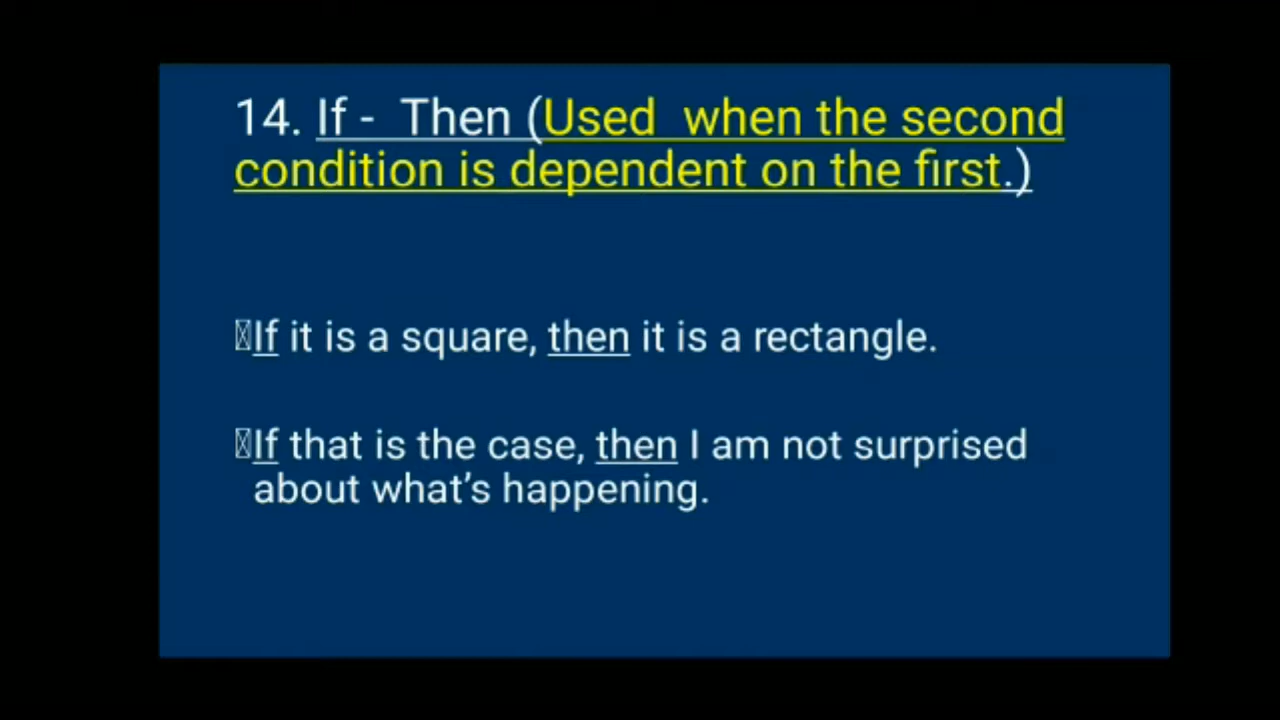 14. If - Then (Used when the second
condition is dependent on the first.)
If it is a square, then it is a rectangle.
If that is the case, then I am not surprised
about what’s happening.